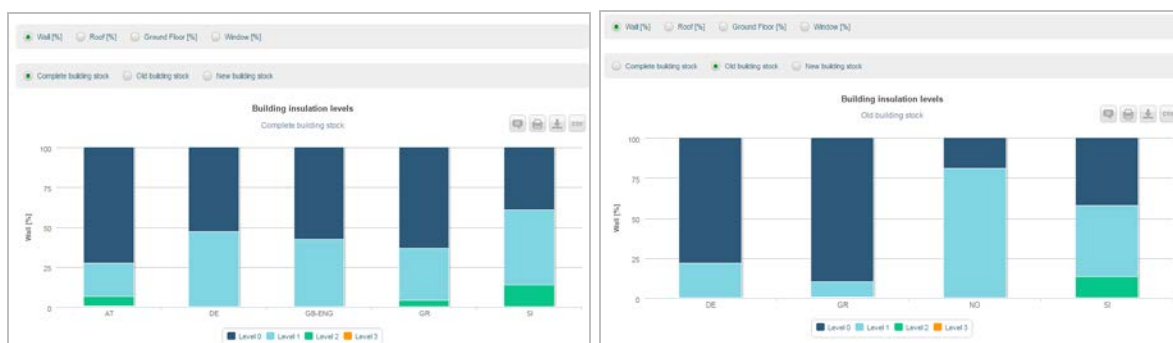 Wall [%] Roof [%] Ground Floor [%] Window [%]
Complete building stock Old building stock New building stock
Building insulation levels
Complete building stock
100
75
50
25
0
Wall [%]
AT DE GB-ENG GR SI
Level 0 Level 1 Level 2 Level 3
Wall [%] Roof [%] Ground Floor [%] Window [%]
Complete building stock Old building stock New building stock
Building insulation levels
Old building stock
100
75
50
25
0
Wall [%]
DE GR NO SI
Level 0 Level 1 Level 2 Level 3